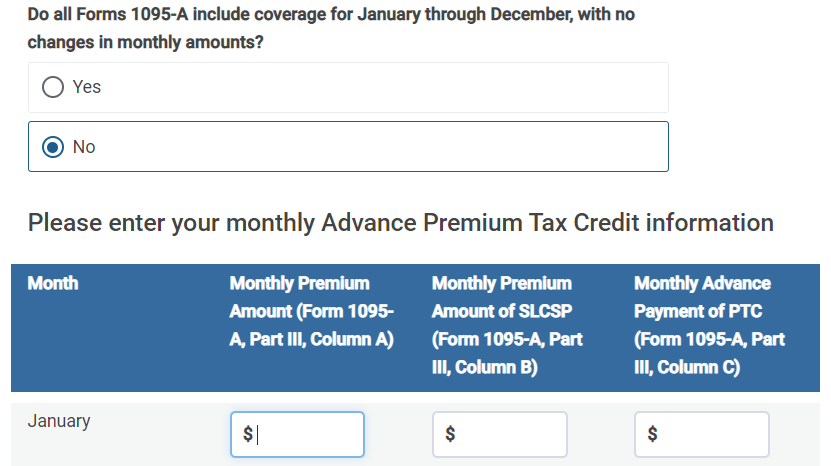 Do all Forms 1095-A include coverage for January through December, with no
changes in monthly amounts?
Yes
No
Please enter your monthly Advance Premium Tax Credit information
Month
Monthly Premium
Amount (Form 1095-
A, Part III, Column A)
Monthly Premium
Amount of SLCSP
(Form 1095-A, Part
III, Column B)
Monthly Advance
Payment of PTC
(Form 1095-A, Part
III, Column C)
January
$
$
$